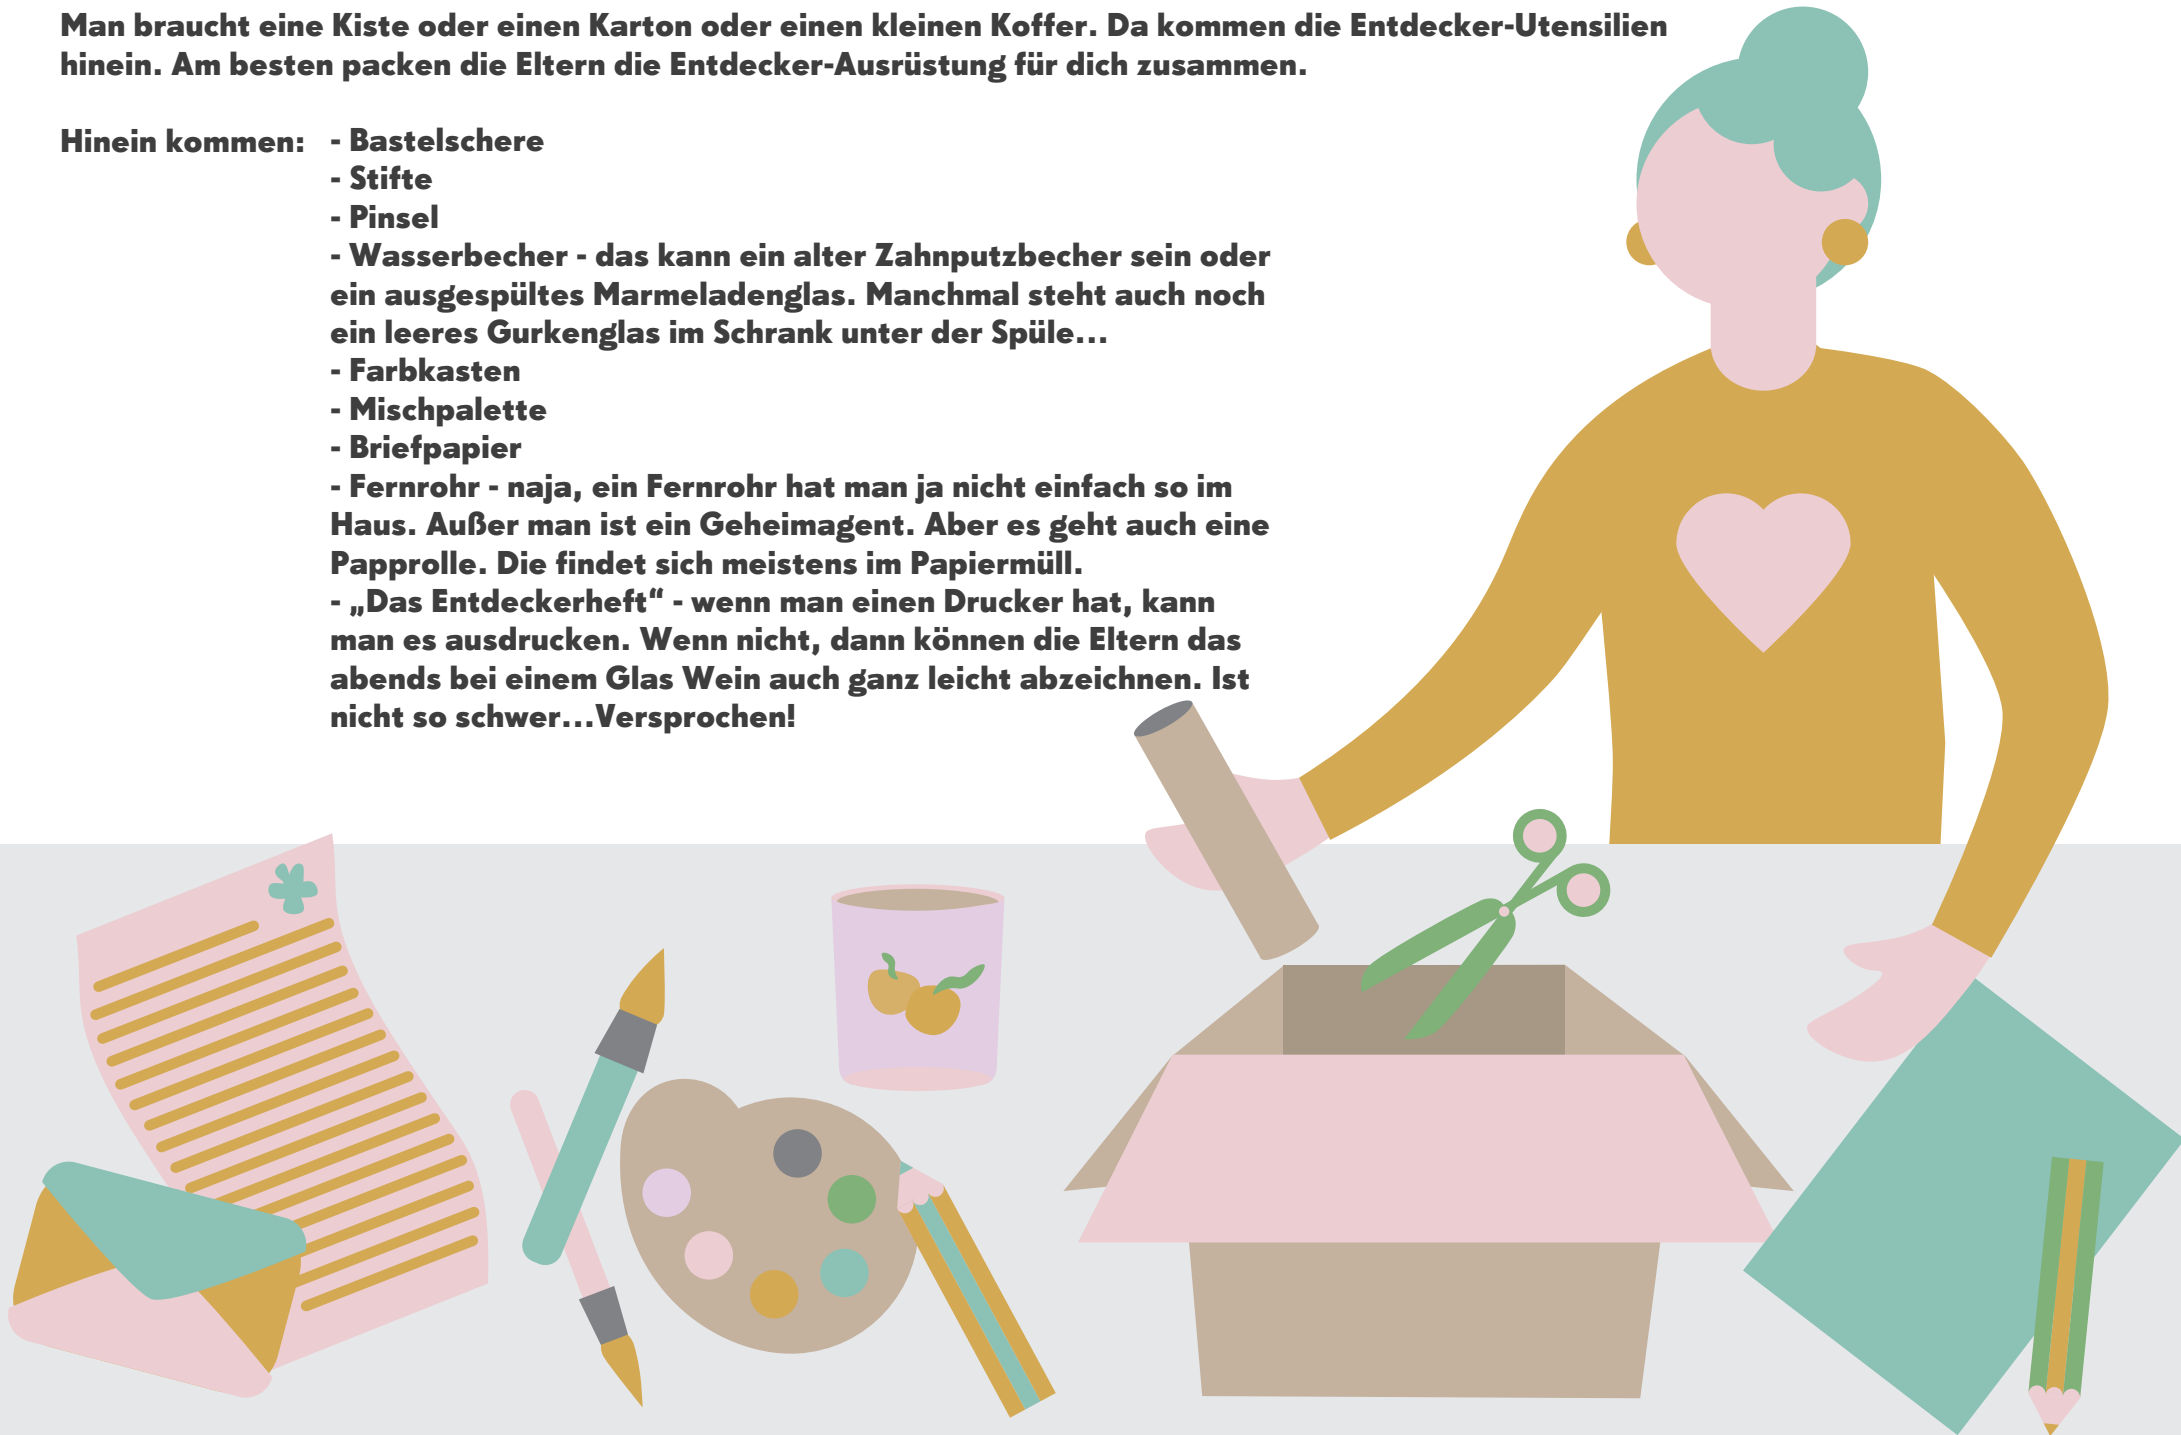 Man braucht eine Kiste oder einen Karton oder einen kleinen Koffer. Da kommen die Entdecker-Utensilien
hinein. Am besten packen die Eltern die Entdecker-Ausrüstung für dich zusammen.
Hinein kommen: - Bastelschere
- Stifte
- Pinsel
- Wasserbecher - das kann ein alter Zahnputzbecher sein oder
ein ausgespültes Marmeladenglas. Manchmal steht auch noch
ein leeres Gurkenglas im Schrank unter der Spüle...
- Farbkasten
- Mischpalette
- Briefpapier
- Fernrohr - naja, ein Fernrohr hat man ja nicht einfach so im
Haus. Außer man ist ein Geheimagent. Aber es geht auch eine
Papprolle. Die findet sich meistens im Papiermüll.
- „Das Entdeckerheft“ - wenn man einen Drucker hat, kann
man es ausdrucken. Wenn nicht, dann können die Eltern das
abends bei einem Glas Wein auch ganz leicht abzeichnen. Ist
nicht so schwer...Versprochen!